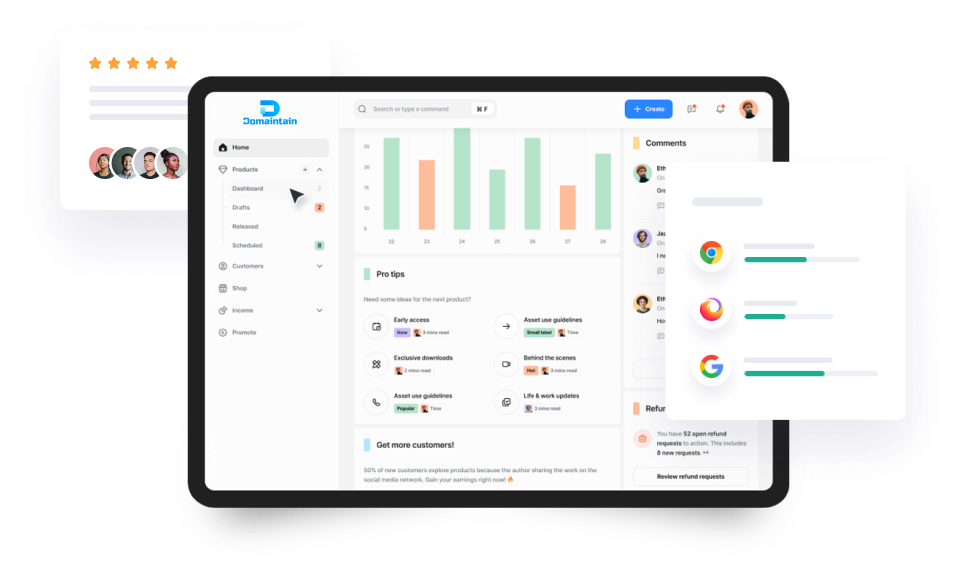 Domaintain
Search or type a command
⌘ F
+ Create
Home
Products
Dashboard
Drafts
2
Released
Scheduled
8
Customers
Shop
Income
Promote
25
20
15
10
5
22
23
24
25
26
27
28
Pro tips
Need some ideas for the next product?
Early access
New
3 mins read
Asset use guidelines
Small label
Time
Exclusive downloads
2 mins read
Behind the scenes
Hot
3 mins read
Asset use guidelines
Popular
Time
Life & work updates
3 mins read
Get more customers!
50% of new customers explore products because the author sharing the work on the
social media network. Gain your earnings right now! 🔥
Comments
Eth
On
Gre
Jaa
On
I ne
Eth
On
Ho
Refun
You have 52 open refund
requests to action. This includes
8 new requests. 👀
Review refund requests